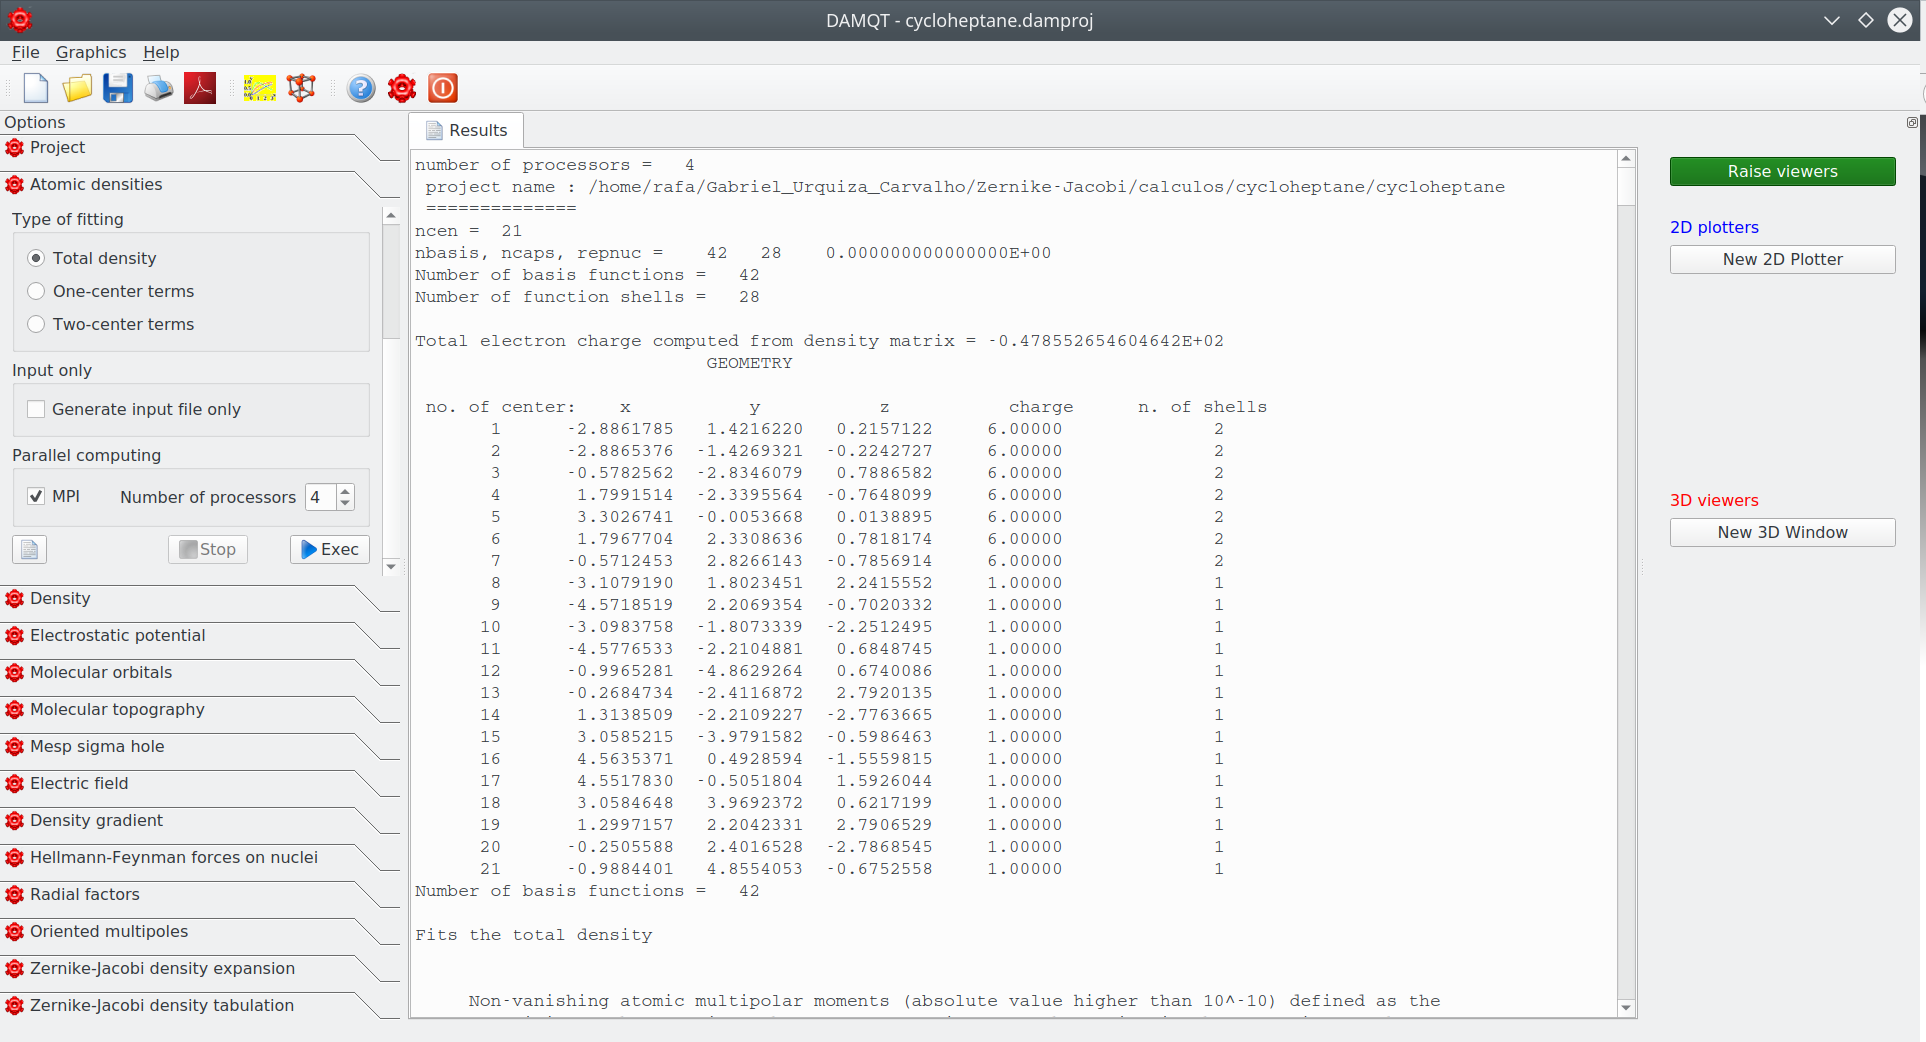 DAMQT - cycloheptane.damproj
File Graphics Help
Options
Project
Atomic densities
Type of fitting
Total density
One-center terms
Two-center terms
Input only
Generate input file only
Parallel computing
MPI Number of processors 4
Stop Exec
Density
Electrostatic potential
Molecular orbitals
Molecular topography
Mesp sigma hole
Electric field
Density gradient
Hellmann-Feynman forces on nuclei
Radial factors
Oriented multipoles
Zernike-Jacobi density expansion
Zernike-Jacobi density tabulation
Results
number of processors = 4
project name : /home/rafa/Gabriel_Urquiza_Carvalho/Zernike-Jacobi/calculos/cycloheptane/cycloheptane
==============
ncen = 21
nbasis, ncaps, repnuc = 42 28 0.000000000000000E+00
Number of basis functions = 42
Number of function shells = 28
Total electron charge computed from density matrix = -0.478552654604642E+02
GEOMETRY
no. of center: x y z charge n. of shells
1 -2.8861785 1.4216220 0.2157122 6.00000 2
2 -2.8865376 -1.4269321 -0.2242727 6.00000 2
3 -0.5782562 -2.8346079 0.7886582 6.00000 2
4 1.7991514 -2.3395564 -0.7648099 6.00000 2
5 3.3026741 -0.0053668 0.0138895 6.00000 2
6 1.7967704 2.3308636 0.7818174 6.00000 2
7 -0.5712453 2.8266143 -0.7856914 6.00000 2
8 -3.1079190 1.8023451 2.2415552 1.00000 1
9 -4.5718519 2.2069354 -0.7020332 1.00000 1
10 -3.0983758 -1.8073339 -2.2512495 1.00000 1
11 -4.5776533 -2.2104881 0.6848745 1.00000 1
12 -0.9965281 -4.8629264 0.6740086 1.00000 1
13 -0.2684734 -2.4116872 2.7920135 1.00000 1
14 1.3138509 -2.2109227 -2.7763665 1.00000 1
15 3.0585215 -3.9791582 -0.5986463 1.00000 1
16 4.5635371 0.4928594 -1.5559815 1.00000 1
17 4.5517830 -0.5051804 1.5926044 1.00000 1
18 3.0584648 3.9692372 0.6217199 1.00000 1
19 1.2997157 2.2042331 2.7906529 1.00000 1
20 -0.2505588 2.4016528 -2.7868545 1.00000 1
21 -0.9884401 4.8554053 -0.6752558 1.00000 1
Number of basis functions = 42
Fits the total density
Non-vanishing atomic multipolar moments (absolute value higher than 10^-10) defined as the
Raise viewers
2D plotters
New 2D Plotter
3D viewers
New 3D Window